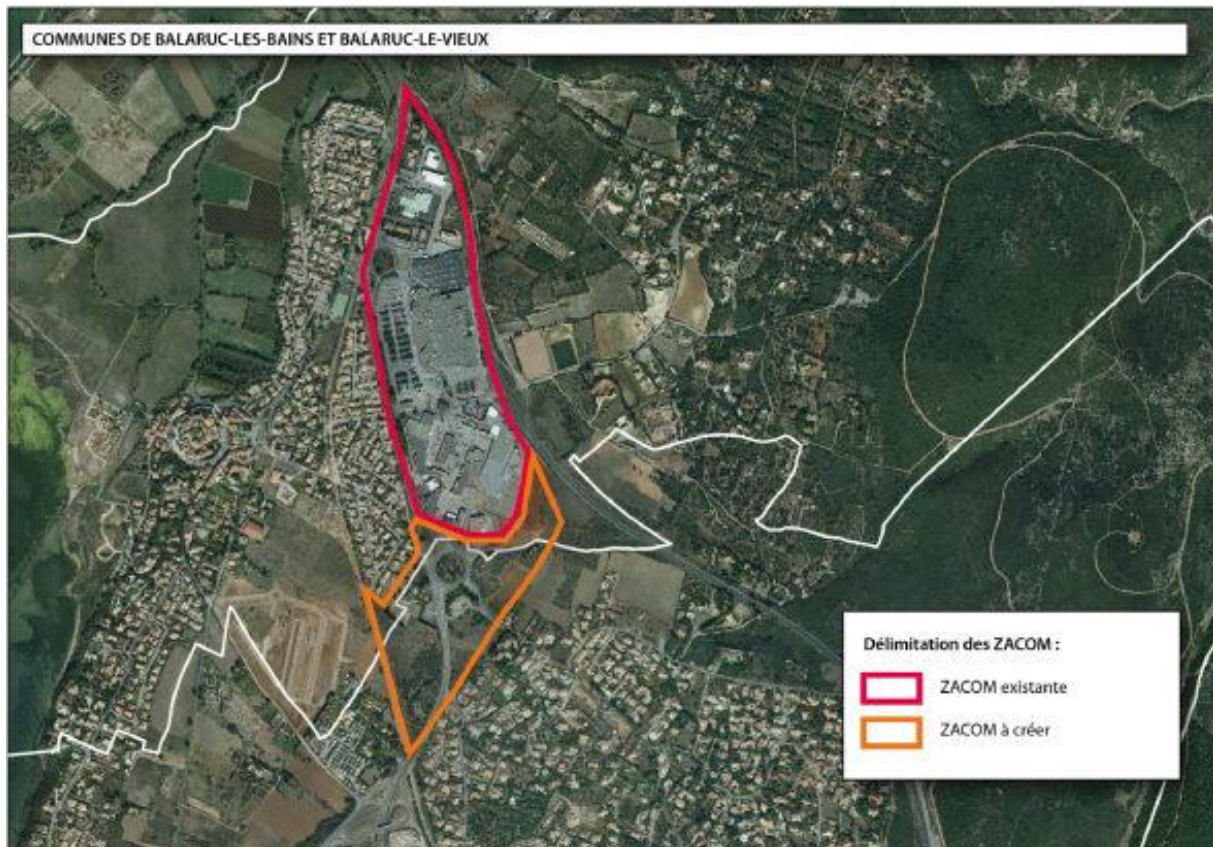 COMMUNES DE BALARUC-LES-BAINS ET BALARUC-LE-VIEUX
Délimitation des ZACOM :
ZACOM existante
ZACOM à créer